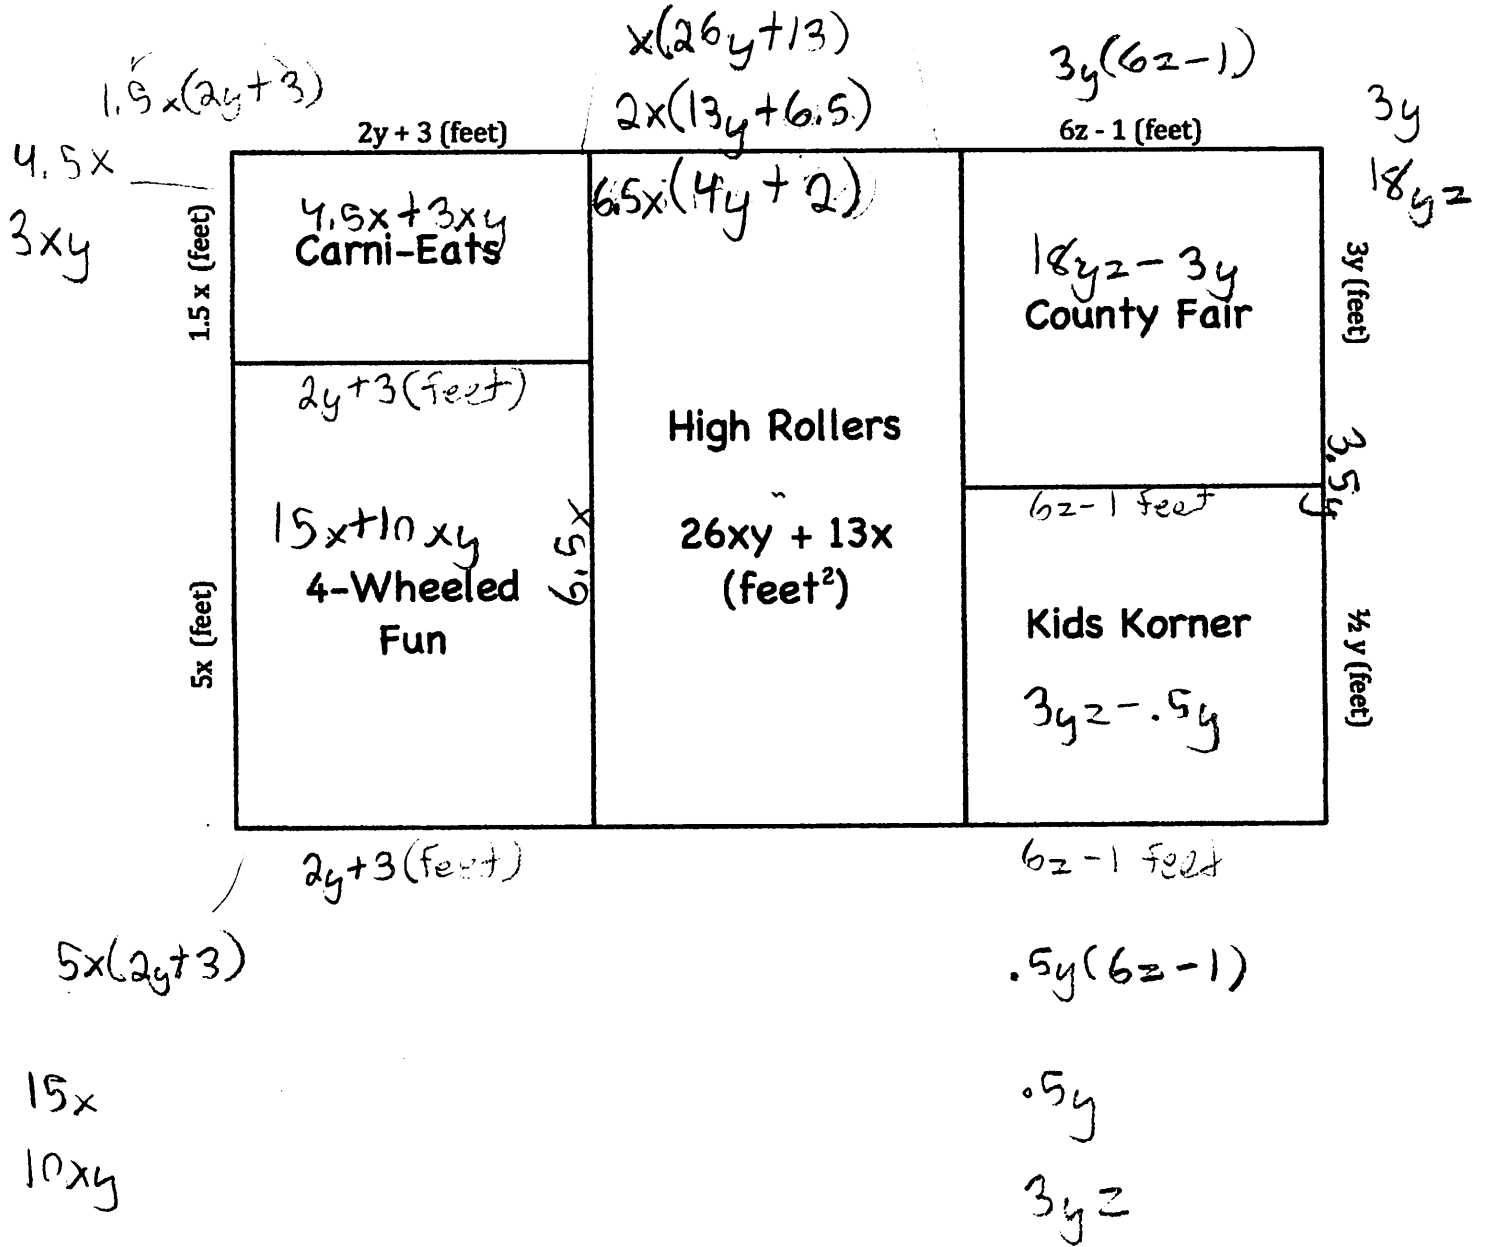 x(26y+13)
1.5x(2y+3)
2x(13y+6.5)
3y(6z-1)
3y
2y + 3 (feet)
6z - 1 (feet)
4.5x
6.5x(4y+2)
18yz
3xy
4.5x+3xy
Carni-Eats
1.5 x (feet)
18yz - 3y
County Fair
3y (feet)
2y+3(feet)
High Rollers
3.5y
6z-1 feet
15x+10xy
4-Wheeled
Fun
6.5x
26xy + 13x
(feet²)
Kids Korner
3yz-.5y
5x (feet)
½ y (feet)
2y+3(feet)
6z-1 feet
5x(2y+3)
.5y(6z-1)
15x
.5y
10xy
3yz